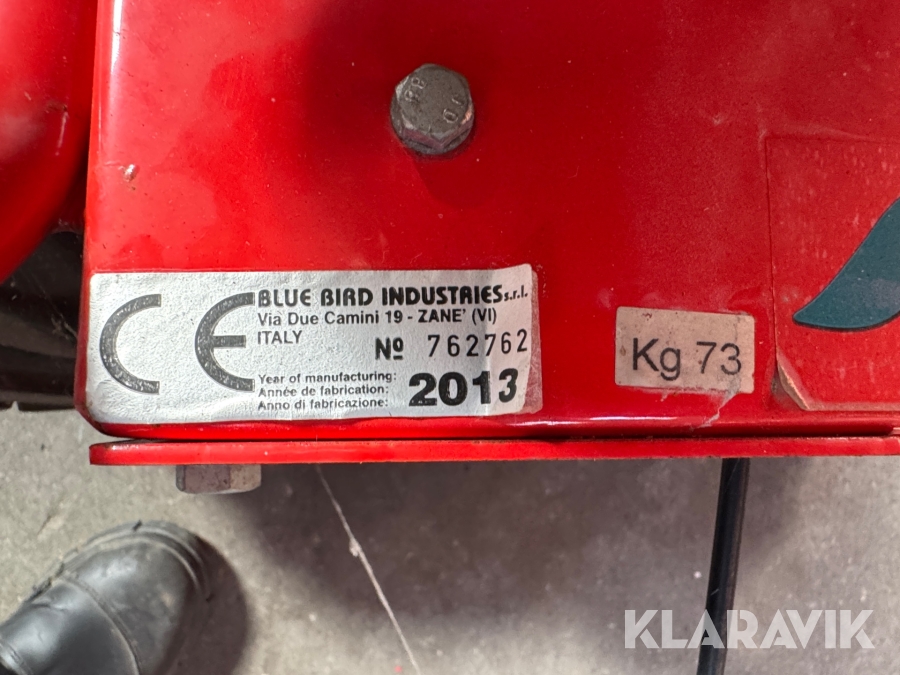 CE
BLUE BIRD INDUSTRIES s.r.l.
Via Due Camini 19 - ZANE' (VI)
ITALY
Nº 762762
Year of manufacturing:
Année de fabrication:
Anno di fabricazione:
2013
Kg 73
KLARAVIK